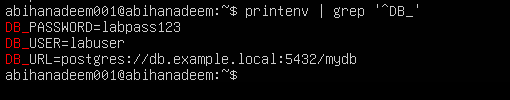 abihanadeem001@abihanadeem:~$ printenv | grep '^DB_'
DB_PASSWORD=labpass123
DB_USER=labuser
DB_URL=postgres://db.example.local:5432/mydb
abihanadeem001@abihanadeem:~$